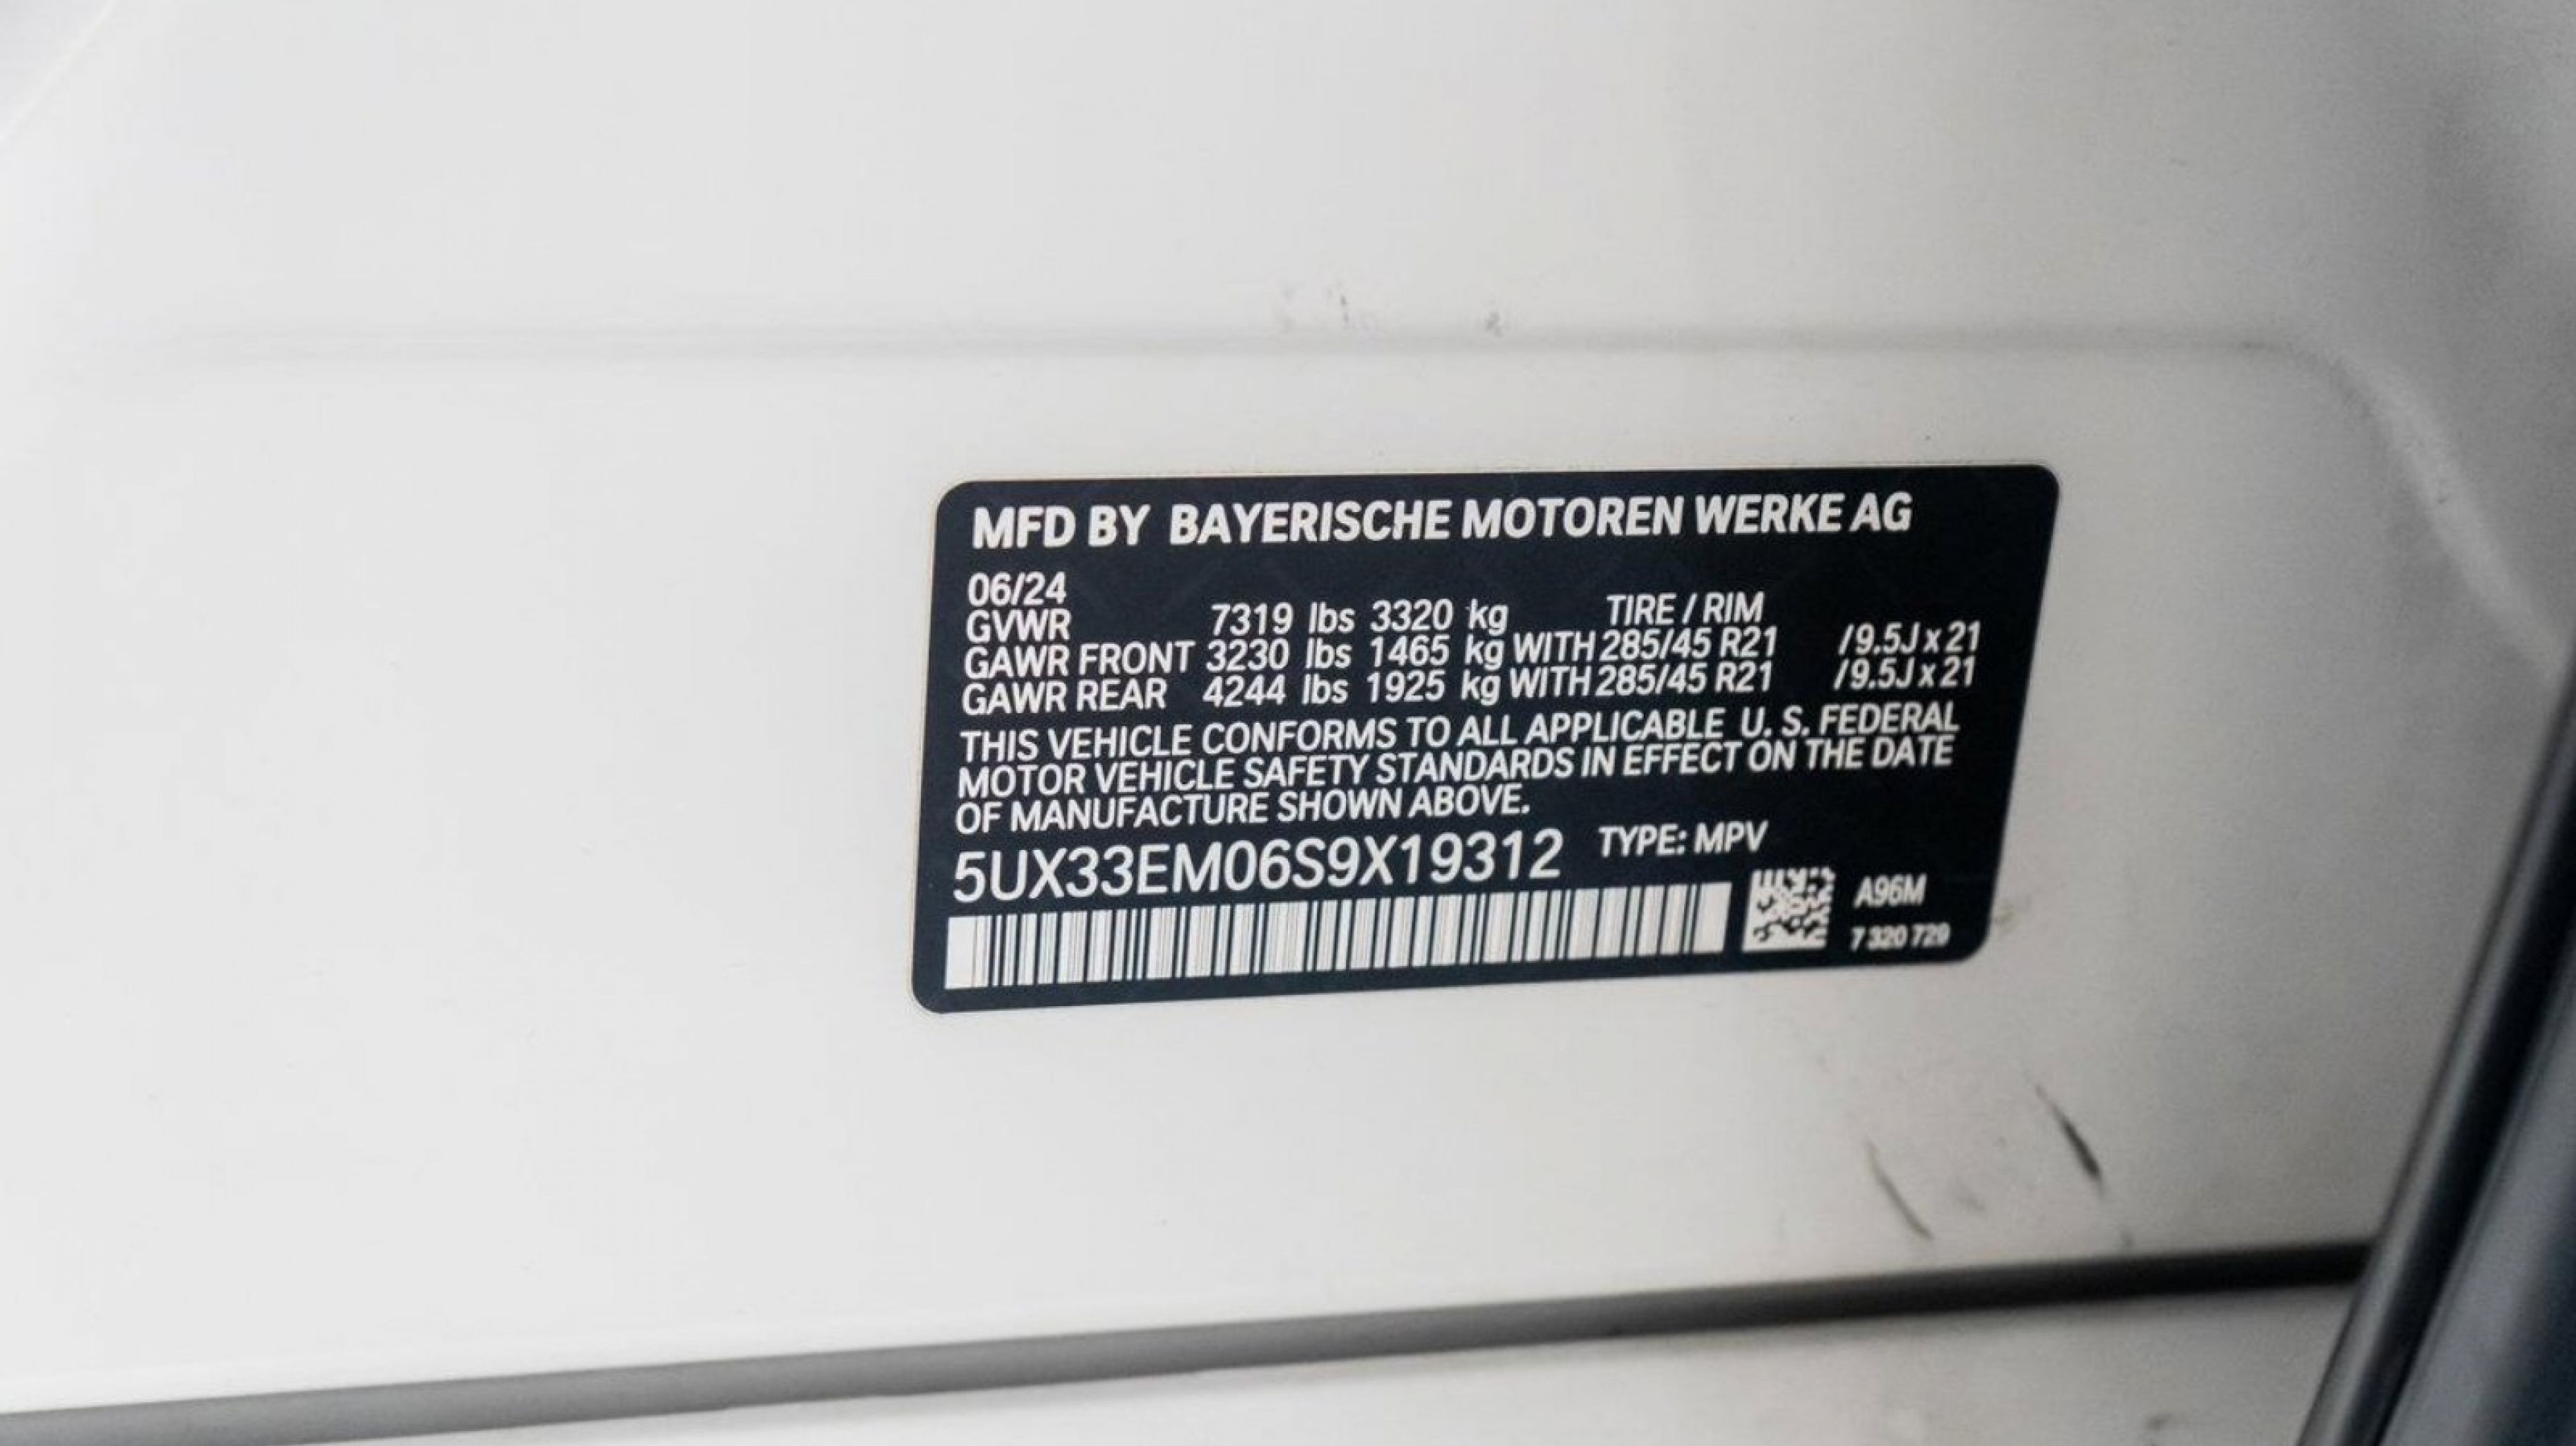 MFD BY BAYERISCHE MOTOREN WERKE AG
06/24
GVWR 7319 lbs 3320 kg TIRE / RIM
GAWR FRONT 3230 lbs 1465 kg WITH 285/45 R21 /9.5J x 21
GAWR REAR 4244 lbs 1925 kg WITH 285/45 R21 /9.5J x 21
THIS VEHICLE CONFORMS TO ALL APPLICABLE U. S. FEDERAL
MOTOR VEHICLE SAFETY STANDARDS IN EFFECT ON THE DATE
OF MANUFACTURE SHOWN ABOVE.
5UX33EM06S9X19312 TYPE: MPV
A96M
7 320 729